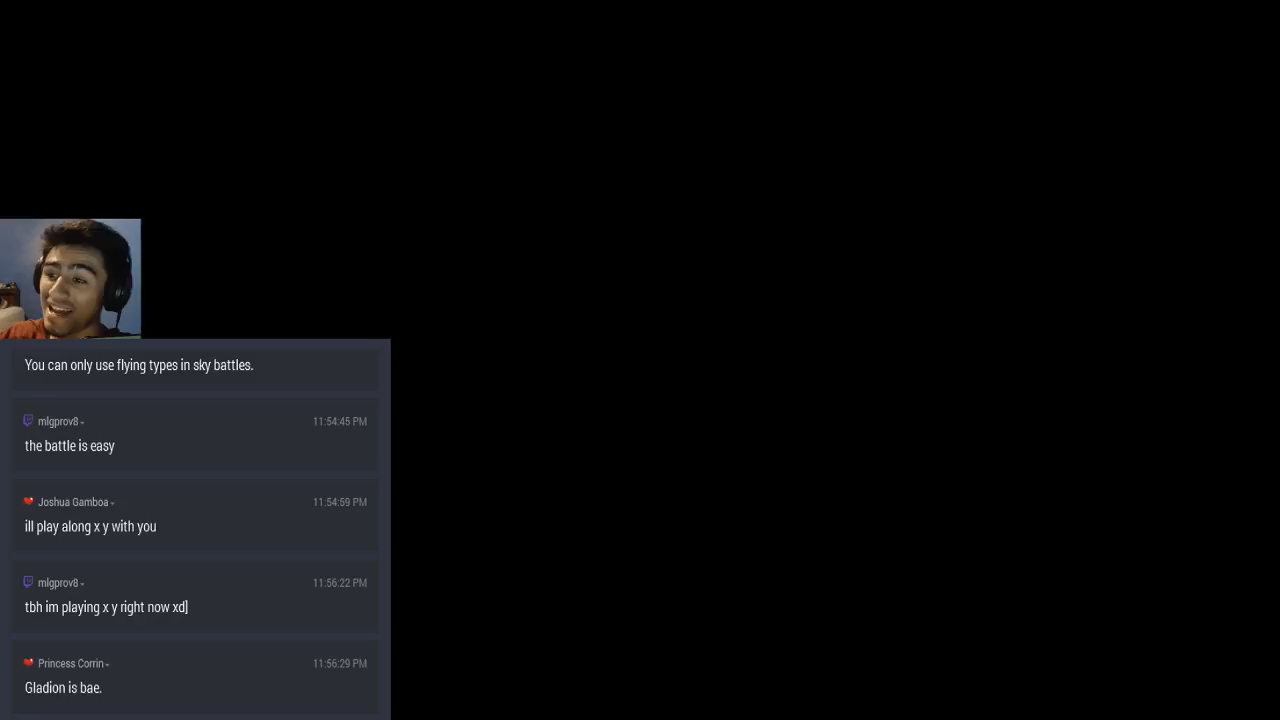 You can only use flying types in sky battles.
mlgprov8
11:54:45 PM
the battle is easy
Joshua Gamboa
11:54:59 PM
ill play along x y with you
mlgprov8
11:56:22 PM
tbh im playing x y right now xd]
Princess Corrin
11:56:29 PM
Gladion is bae.